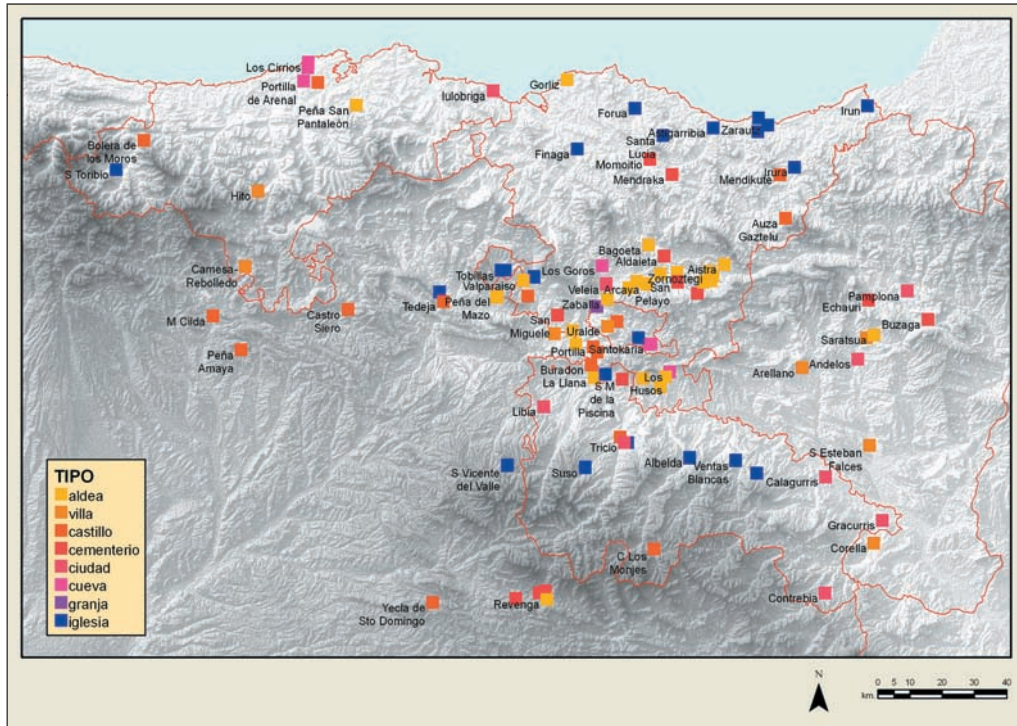 Los Cirrios
Portilla
de Arenal
Peña San
Pantaleón
Iulobriga
Gorliz
Forua
Astigarribia
Zarautz
Irun
Santa
Lucia
Finaga
Momoitio
Mendraka
Irura
Mendikute
Bolera de
los Moros
S Toribio
Hito
Auza
Gaztelu
Bagoeta
Aldaieta
Aistra
Zornoztegi
Camesa-
Rebolledo
Tobillas
Valparaiso
Los Goros
Veleia
Arcaya
San
Pelayo
Zaballa
Tedeja
Peña del
Mazo
Pamplona
Echauri
Buzaga
M Cilda
Castro
Siero
San
Miguele
Uralde
Portilla
Santokaria
Saratsua
Peña
Amaya
Buradon
La Llana
S M
de la
Piscina
Los
Husos
Arellano
Andelos
Libia
Tricio
S Vicente
del Valle
Suso
Albelda
Ventas
Blancas
S Esteban
Falces
Calagurris
Gracurris
Corella
C Los
Monjes
Yecla de
Sto Domingo
Revenga
Contrebia
TIPO
aldea
villa
castillo
cementerio
ciudad
cueva
granja
iglesia
N
0 5 10 20 30 40
km.